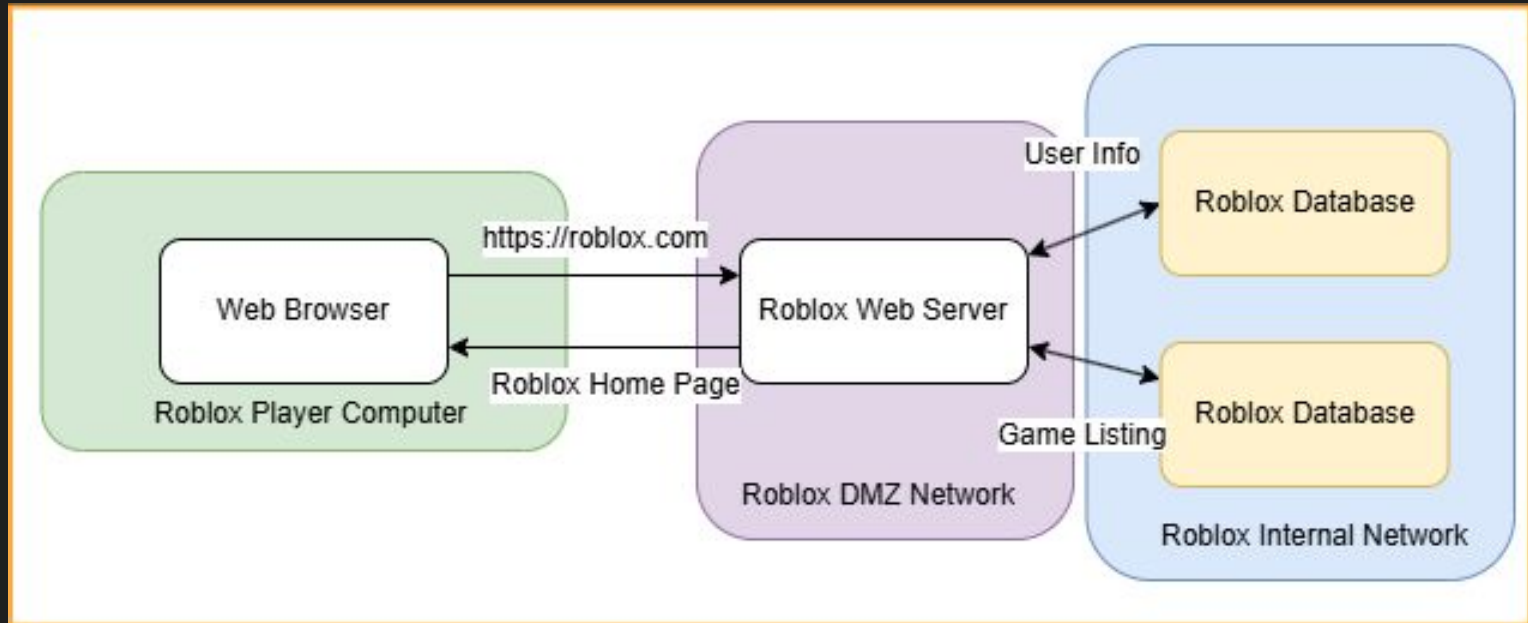 User Info
Roblox Database
https://roblox.com
Web Browser
Roblox Web Server
Roblox Home Page
Roblox Player Computer
Roblox Database
Game Listing
Roblox DMZ Network
Roblox Internal Network